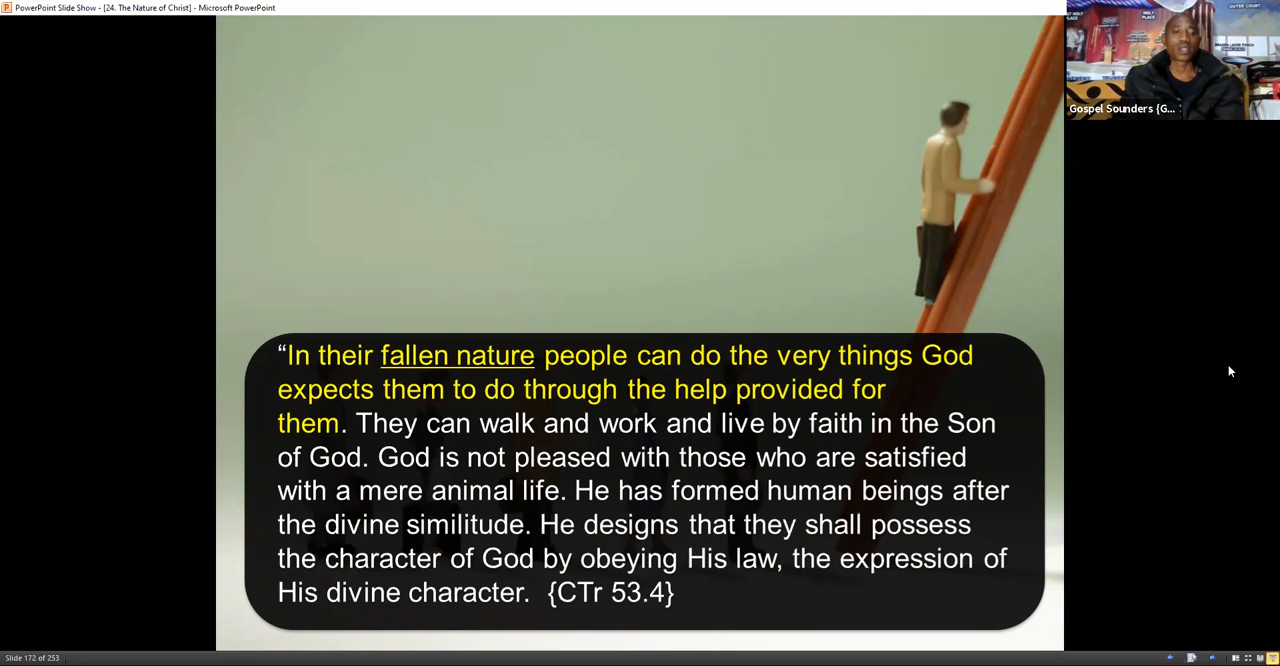 PowerPoint Slide Show - [24. The Nature of Christ] - Microsoft PowerPoint
HOLY
PLACE
OUTER COURT
Gospel Sounders {G...
“In their fallen nature people can do the very things God
expects them to do through the help provided for
them. They can walk and work and live by faith in the Son
of God. God is not pleased with those who are satisfied
with a mere animal life. He has formed human beings after
the divine similitude. He designs that they shall possess
the character of God by obeying His law, the expression of
His divine character.  {CTr 53.4}
Slide 172 of 253